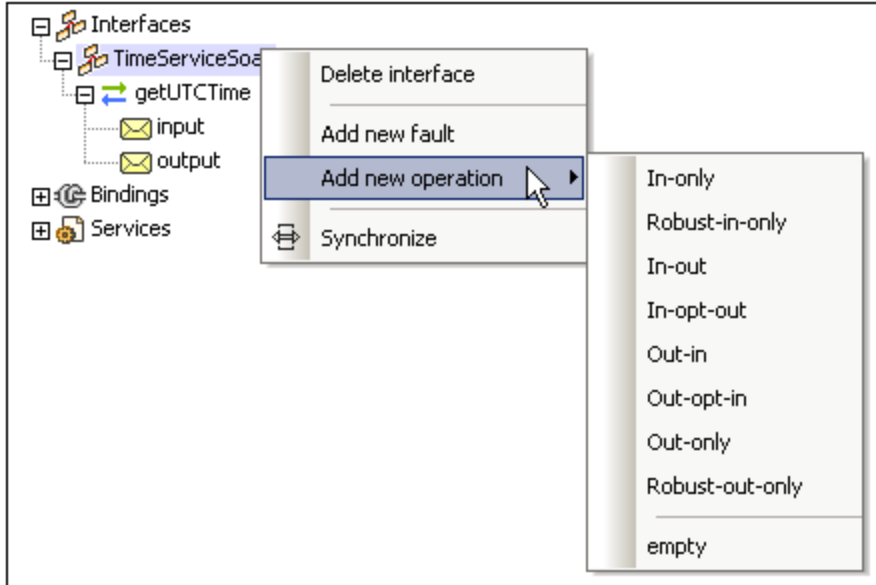 Interfaces
TimeServiceSoa
getUTCTime
input
output
Bindings
Services
Delete interface
Add new fault
Add new operation
Synchronize
In-only
Robust-in-only
In-out
In-opt-out
Out-in
Out-opt-in
Out-only
Robust-out-only
empty